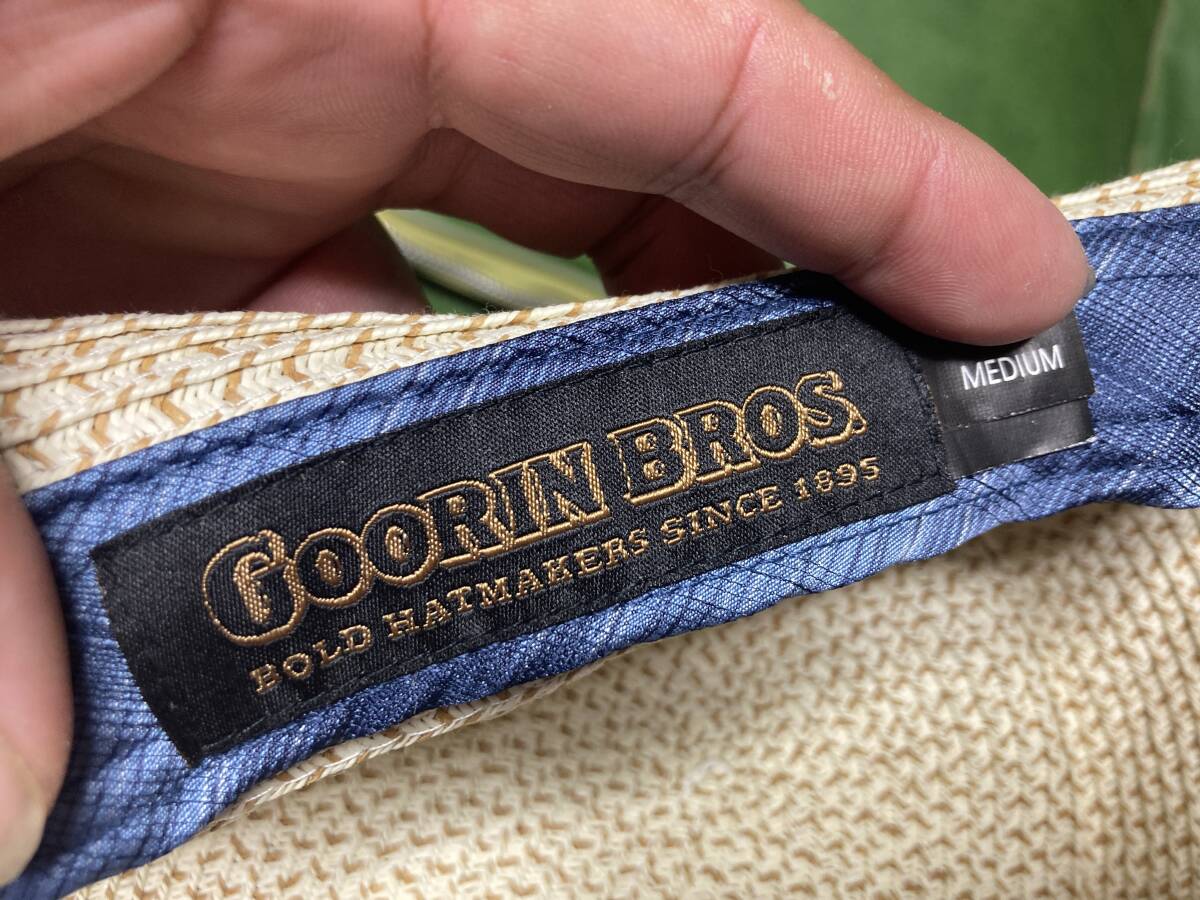 GOORIN BROS.
BOLD HATMAKERS SINCE 1895
MEDIUM